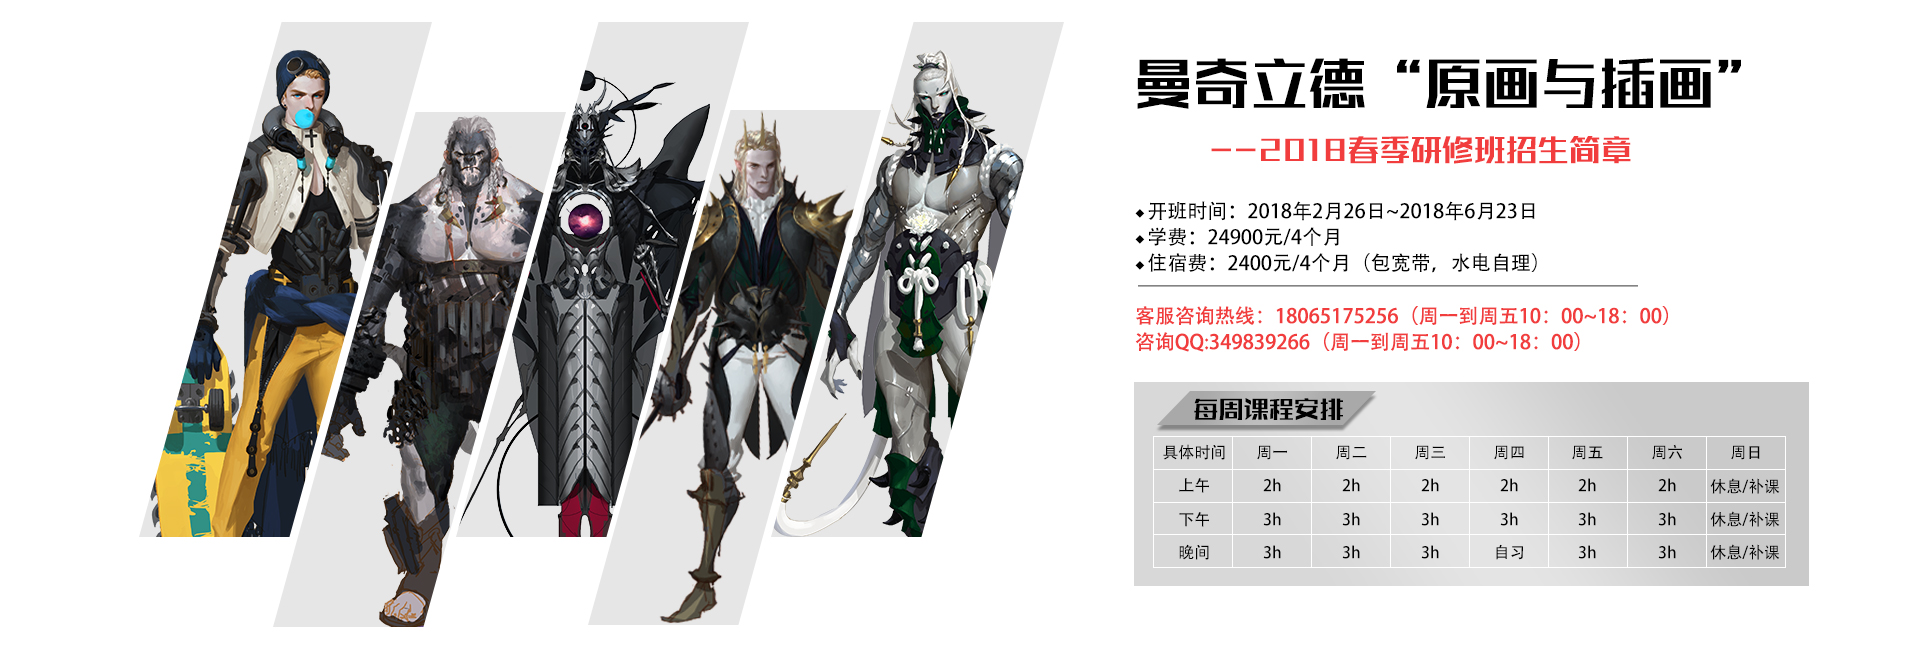 曼奇立德“原画与插画”
--2018春季研修班招生简章
◆开班时间：2018年2月26日~2018年6月23日
◆学费：24900元/4个月
◆住宿费：2400元/4个月（包宽带，水电自理）
客服咨询热线：18065175256（周一到周五10：00~18：00）
咨询QQ:349839266（周一到周五10：00~18：00）
每周课程安排
具体时间 周一 周二 周三 周四 周五 周六 周日
上午 2h 2h 2h 2h 2h 2h 休息/补课
下午 3h 3h 3h 3h 3h 3h 休息/补课
晚间 3h 3h 3h 自习 3h 3h 休息/补课